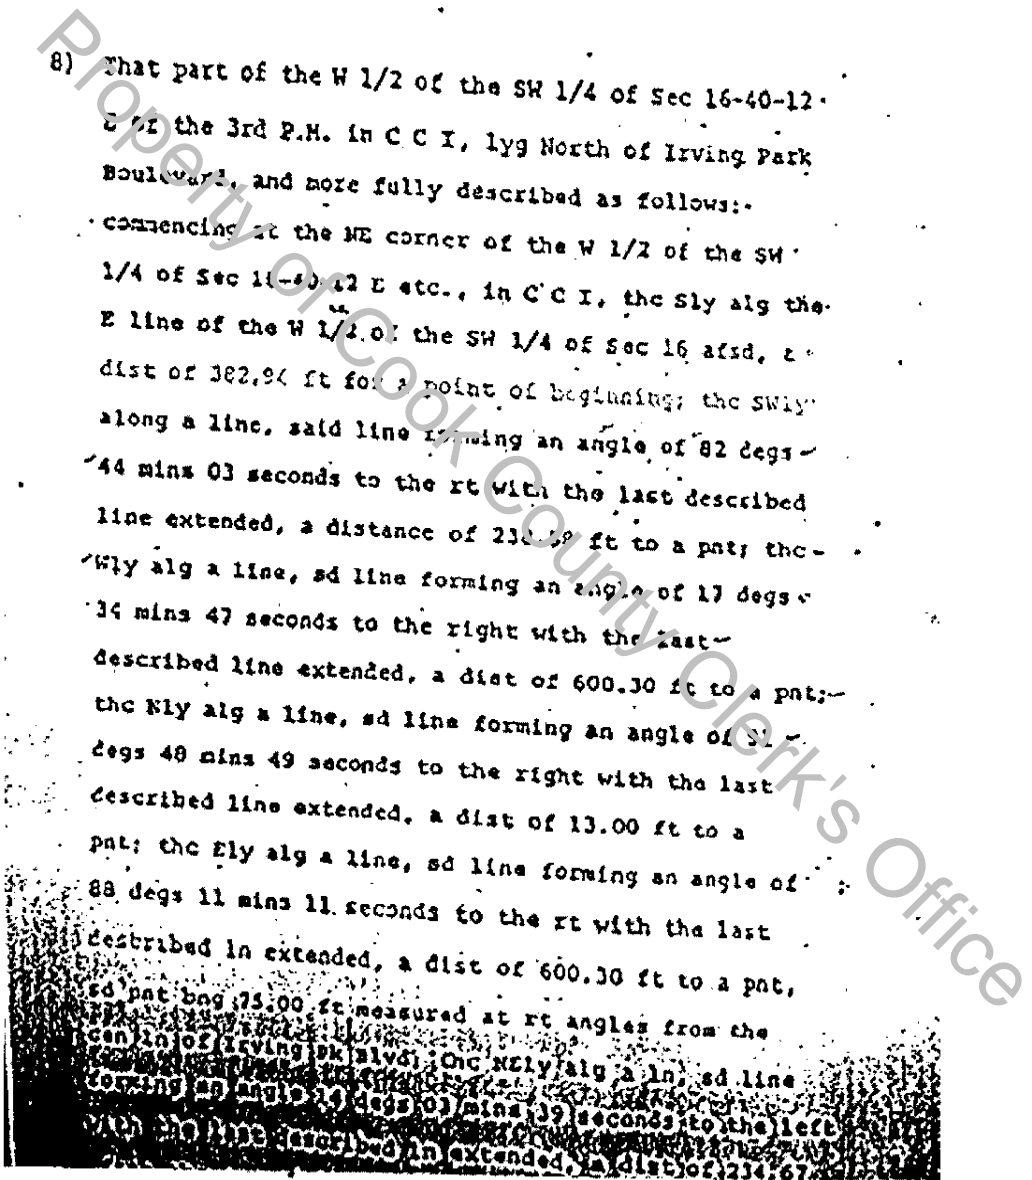 8) That part of the W 1/2 of the SW 1/4 of Sec 16-40-12
E of the 3rd P.M. in C C I, lyg North of Irving Park
Boulevard, and more fully described as follows:
commencing at the NE corner of the W 1/2 of the SW
1/4 of Sec 16-40-12 E etc., in C C I, thc Sly alg the
E line of the W 1/2 of the SW 1/4 of Sec 16 afsd, a
dist of 382.94 ft for a point of beginning; thc SWly
along a line, said line forming an angle of 82 degs
44 mins 03 seconds to the rt with the last described
line extended, a distance of ft to a pnt; thc
Wly alg a line, sd line forming an angle of 17 degs
34 mins 47 seconds to the right with the last
described line extended, a dist of 600.30 ft to a pnt;
thc Nly alg a line, sd line forming an angle of
degs 48 mins 49 seconds to the right with the last
described line extended, a dist of 13.00 ft to a
pnt; thc Ely alg a line, sd line forming an angle of
88 degs 11 mins 11 seconds to the rt with the last
described ln extended, a dist of 600.30 ft to a pnt,
sd pnt bng 75.00 ft measured at rt angles from the
cen ln of Irving Pk Blvd; thc NEly alg a ln, sd line
forming an angle 14 degs 03 mins 39 seconds to the left
with the last described ln extended, a dist of 234.67
Property of Cook County Clerk's Office